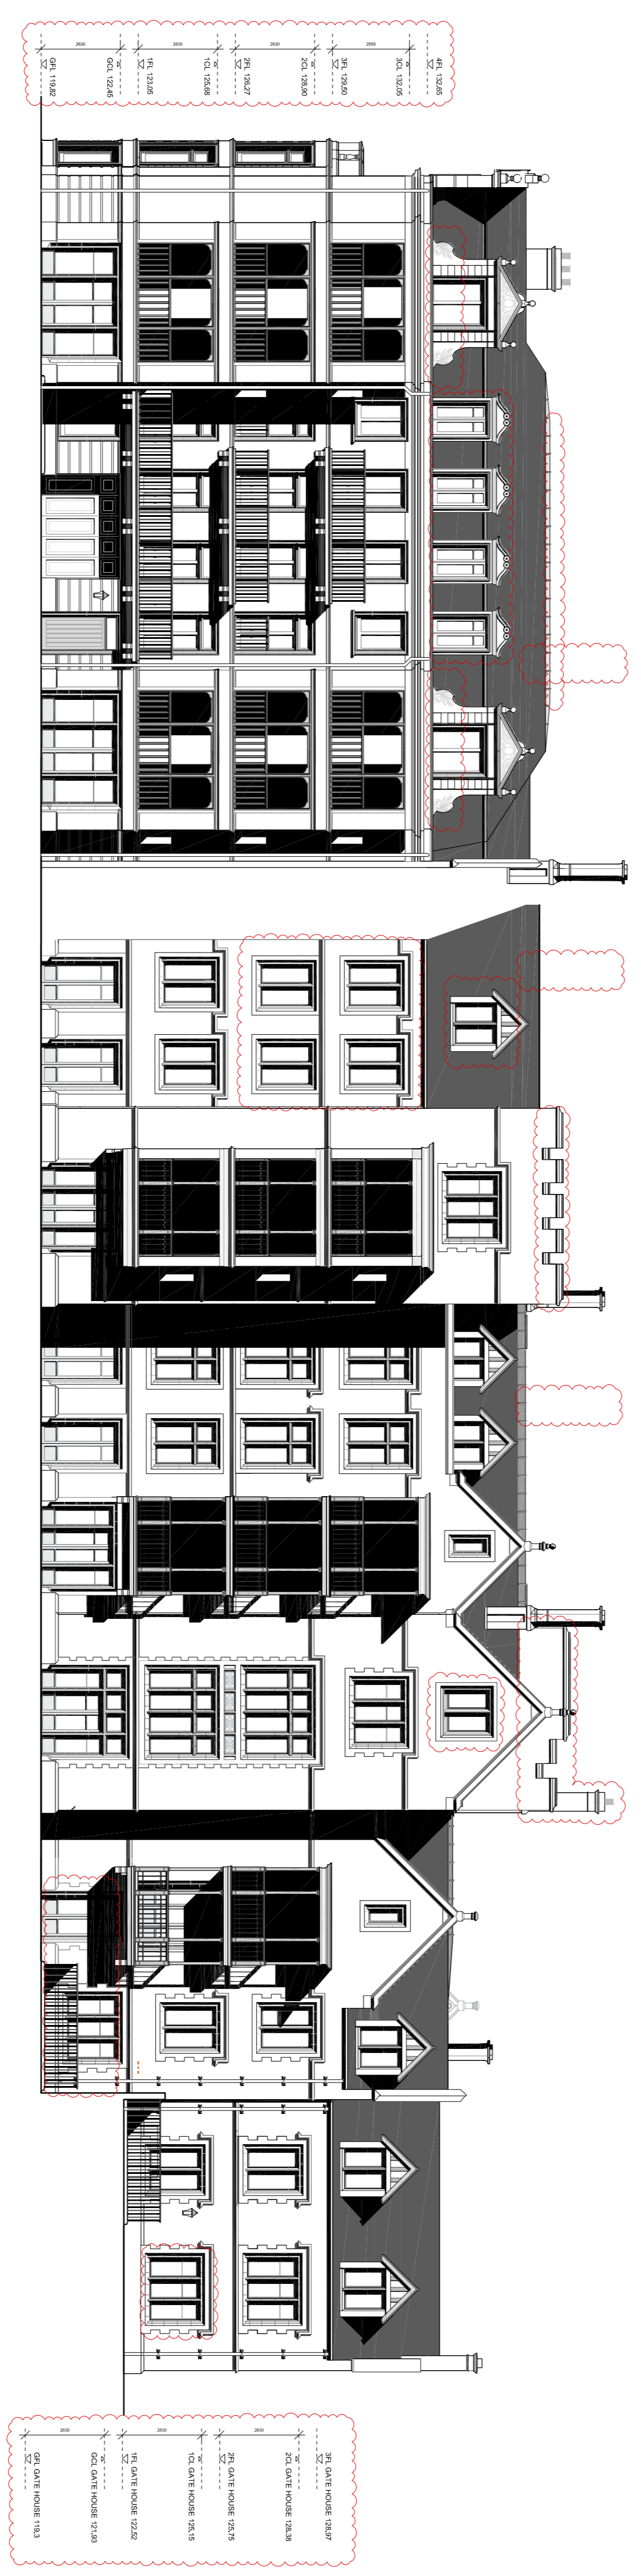 4FL 132,65
3CL 132,05
3FL 129,50
2CL 128,90
2FL 126,27
1CL 125,68
1FL 123,05
GCL 122,45
GFL 119,82
2555
2630
2630
2630
3FL GATE HOUSE 128,97
2CL GATE HOUSE 128,38
2FL GATE HOUSE 125,75
1CL GATE HOUSE 125,15
1FL GATE HOUSE 122,52
GCL GATE HOUSE 121,93
GFL GATE HOUSE 119,3
2630
2630
2630